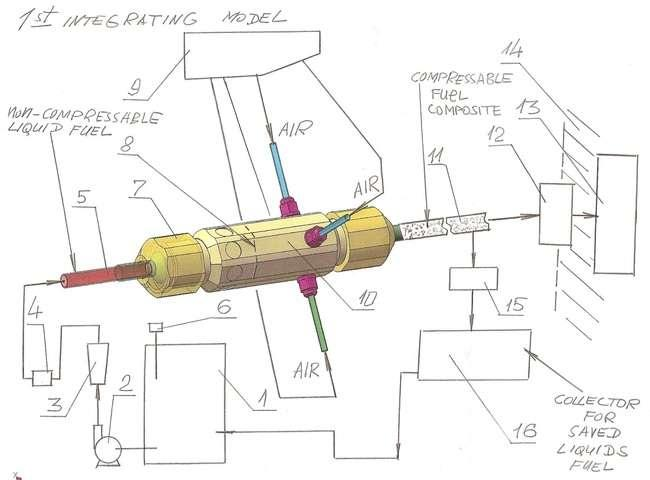 1st INTEGRATING MODEL
14
9
COMPRESSABLE
FUEL
COMPOSITE
13
12
NON-COMPRESSABLE
LIQUID FUEL
8
AIR
11
7
AIR
5
10
15
6
4
AIR
3
2
1
16
COLLECTOR
FOR
SAVED
LIQUIDS
FUEL